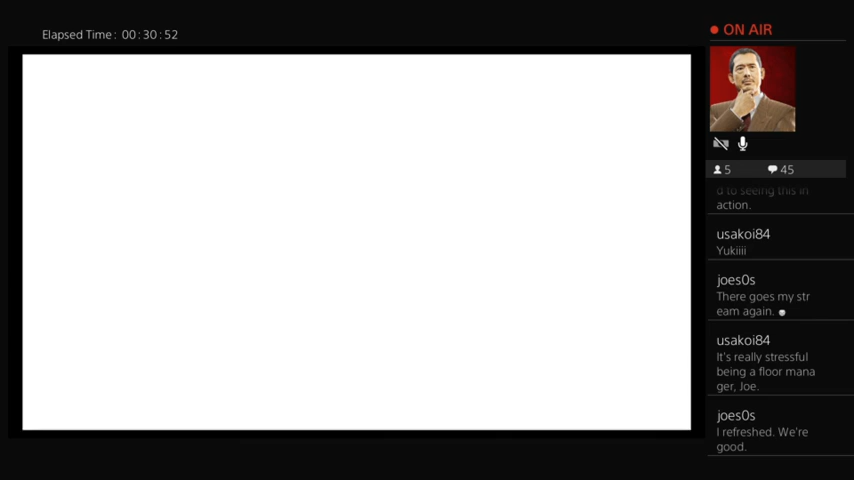 Elapsed Time: 00:30:52
ON AIR
5 45
d to seeing this in
action.
usakoi84
Yukiiii
joes0s
There goes my str
eam again.
usakoi84
It's really stressful
being a floor mana
ger, Joe.
joes0s
I refreshed. We're
good.